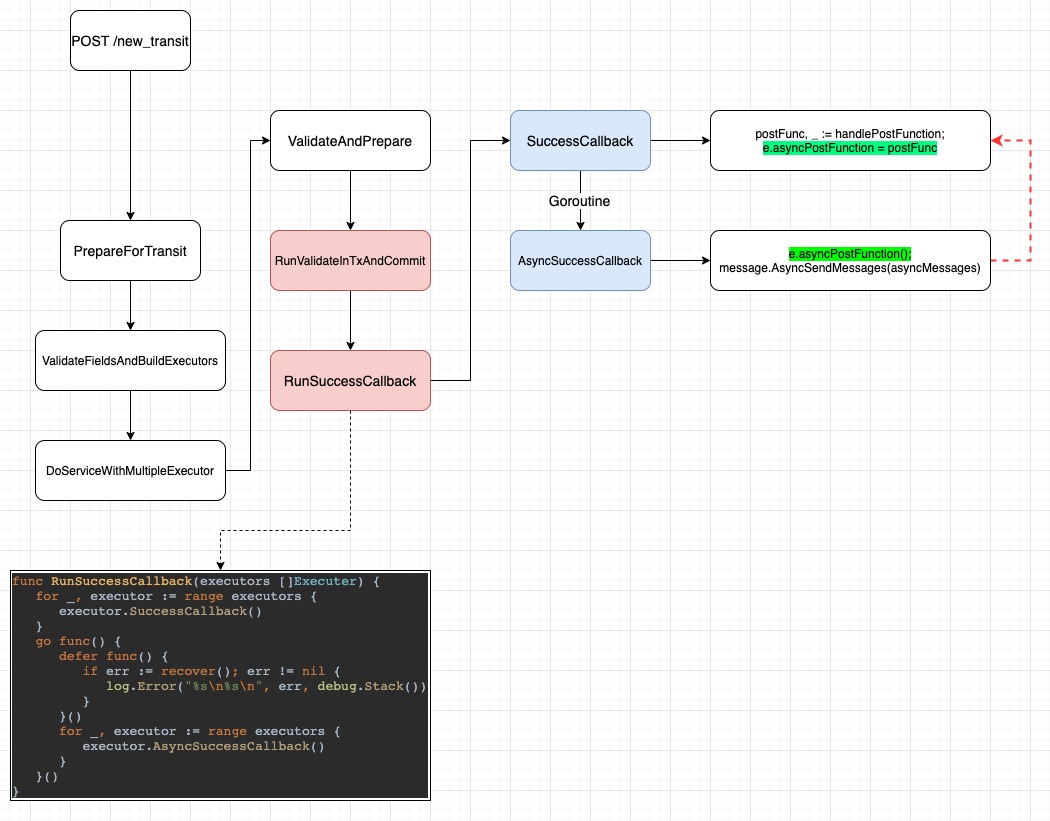 POST /new_transit
PrepareForTransit
ValidateFieldsAndBuildExecutors
DoServiceWithMultipleExecutor
ValidateAndPrepare
RunValidateInTxAndCommit
RunSuccessCallback
SuccessCallback
Goroutine
AsyncSuccessCallback
postFunc, _ := handlePostFunction;
e.asyncPostFunction = postFunc
e.asyncPostFunction();
message.AsyncSendMessages(asyncMessages)
func RunSuccessCallback(executors []Executer) {
   for _, executor := range executors {
      executor.SuccessCallback()
   }
   go func() {
      defer func() {
         if err := recover(); err != nil {
            log.Error("%s\n%s\n", err, debug.Stack())
         }
      }()
      for _, executor := range executors {
         executor.AsyncSuccessCallback()
      }
   }()
}